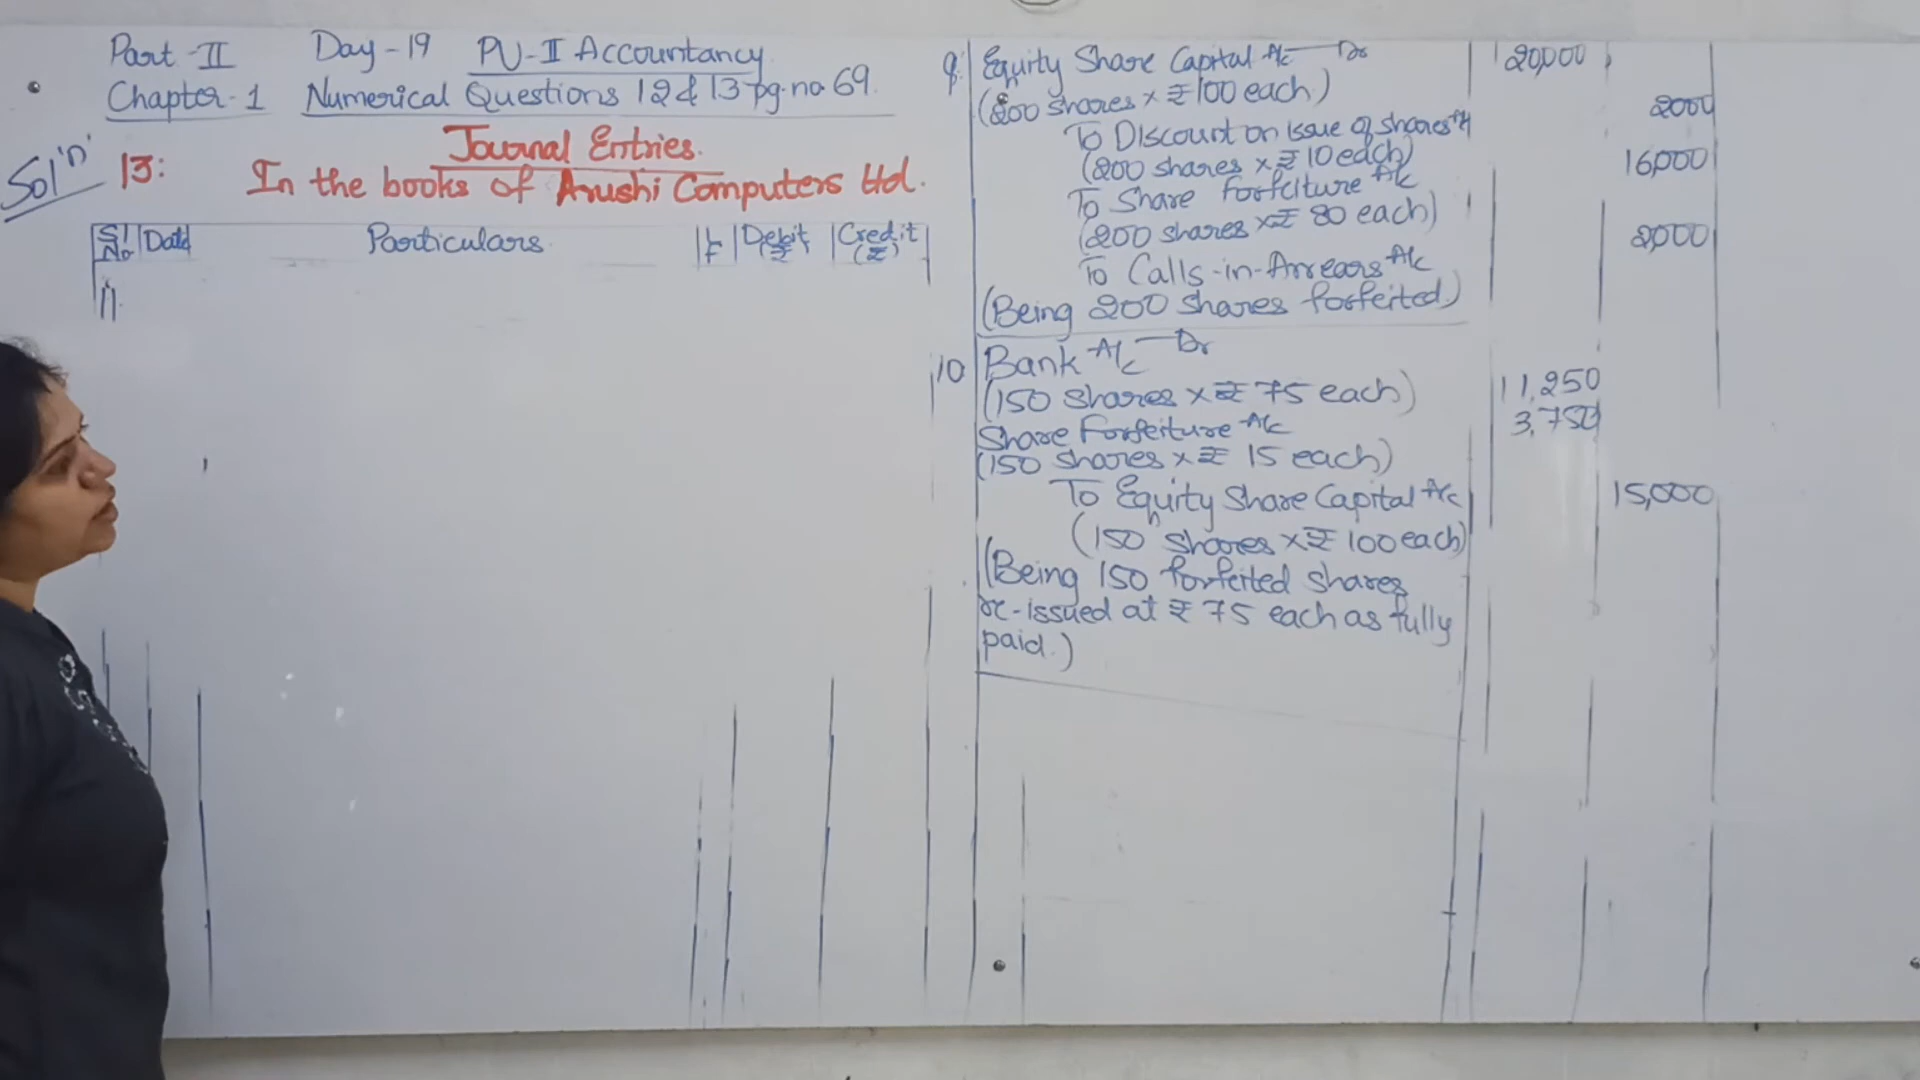 Part-II Day-19 PU-II Accountancy
Chapter-1 Numerical Questions 12 & 13 pg.no 69.
Sol'n' 13: Journal Entries.
In the books of Arushi Computers Ltd.
Sl No Date Particulars L F Debit (₹) Credit (₹)
1).
9. Equity Share Capital A/c Dr 20,000
(200 shares × ₹100 each)
To Discount on issue of shares A/c 2000
(200 shares × ₹10 each)
To Share forfeiture A/c 16,000
(200 shares × ₹ 80 each)
To Calls-in-Arrears A/c 2,000
(Being 200 shares forfeited.)
10 Bank A/c Dr
(150 shares × ₹ 75 each) 11,250
Share Forfeiture A/c 3,750
(150 shares × ₹ 15 each)
To Equity Share Capital A/c 15,000
(150 shares × ₹ 100 each)
(Being 150 forfeited shares
re-issued at ₹ 75 each as fully
paid.)